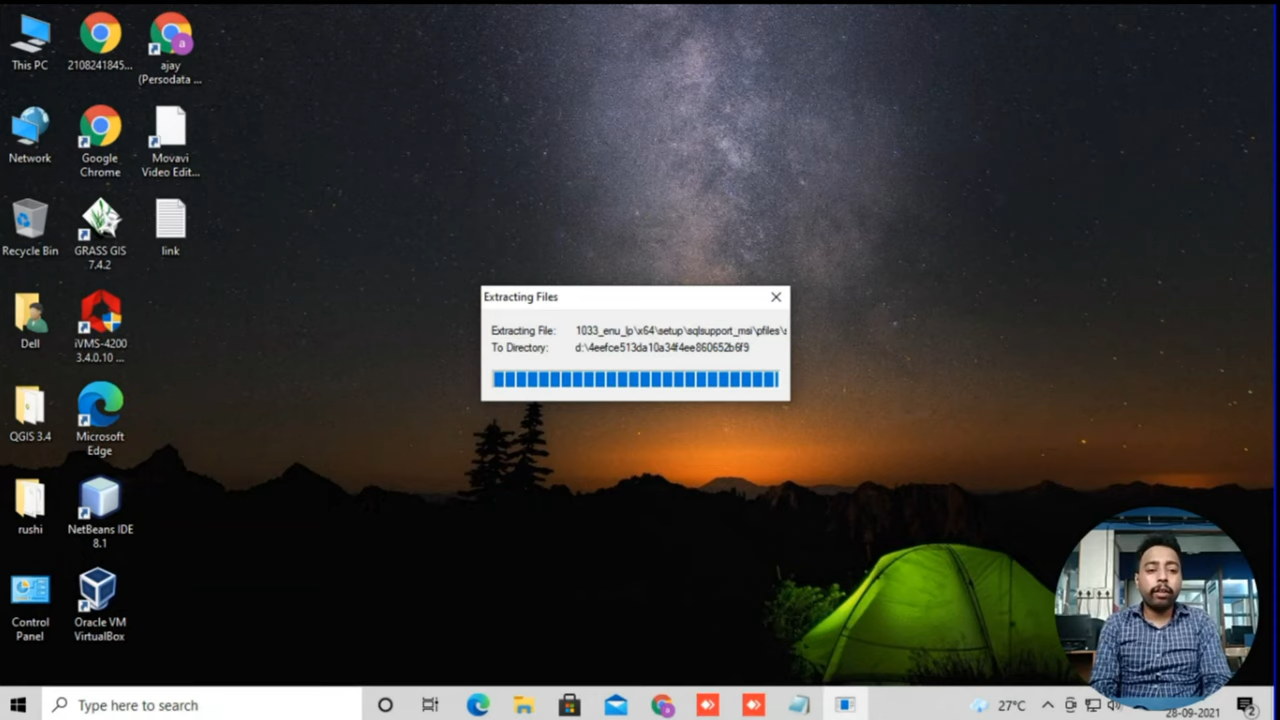 This PC
2108241845...
ajay
(Persodata ...
Network
Google
Chrome
Movavi
Video Edit...
Recycle Bin
GRASS GIS
7.4.2
link
Dell
iVMS-4200
3.4.0.10 ...
QGIS 3.4
Microsoft
Edge
rushi
NetBeans IDE
8.1
Control
Panel
Oracle VM
VirtualBox
Extracting Files
Extracting File: 1033_enu_lp\x64\setup\sqlsupport_msi\pfiles\
To Directory: d:\4eefce513da10a34f4ee860652b6f9
Type here to search
a
27°C
28-09-2021
2